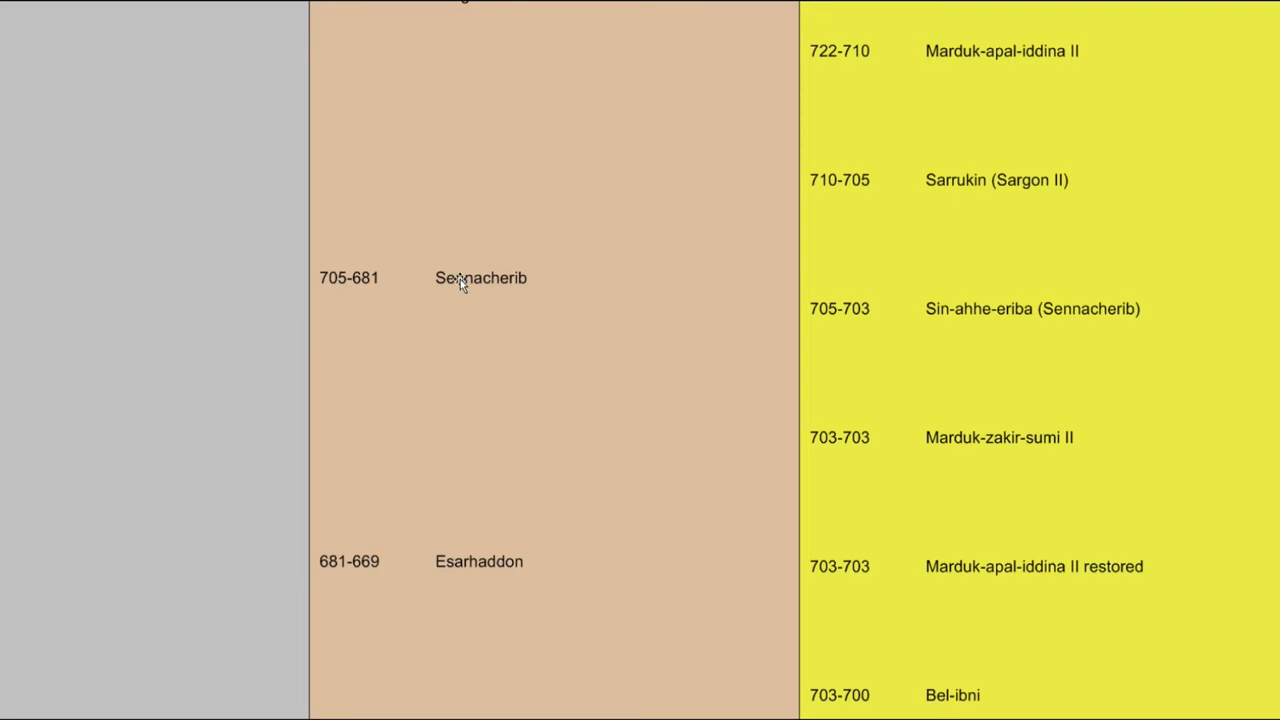 705-681 Sennacherib
681-669 Esarhaddon
722-710 Marduk-apal-iddina II
710-705 Sarrukin (Sargon II)
705-703 Sin-ahhe-eriba (Sennacherib)
703-703 Marduk-zakir-sumi II
703-703 Marduk-apal-iddina II restored
703-700 Bel-ibni